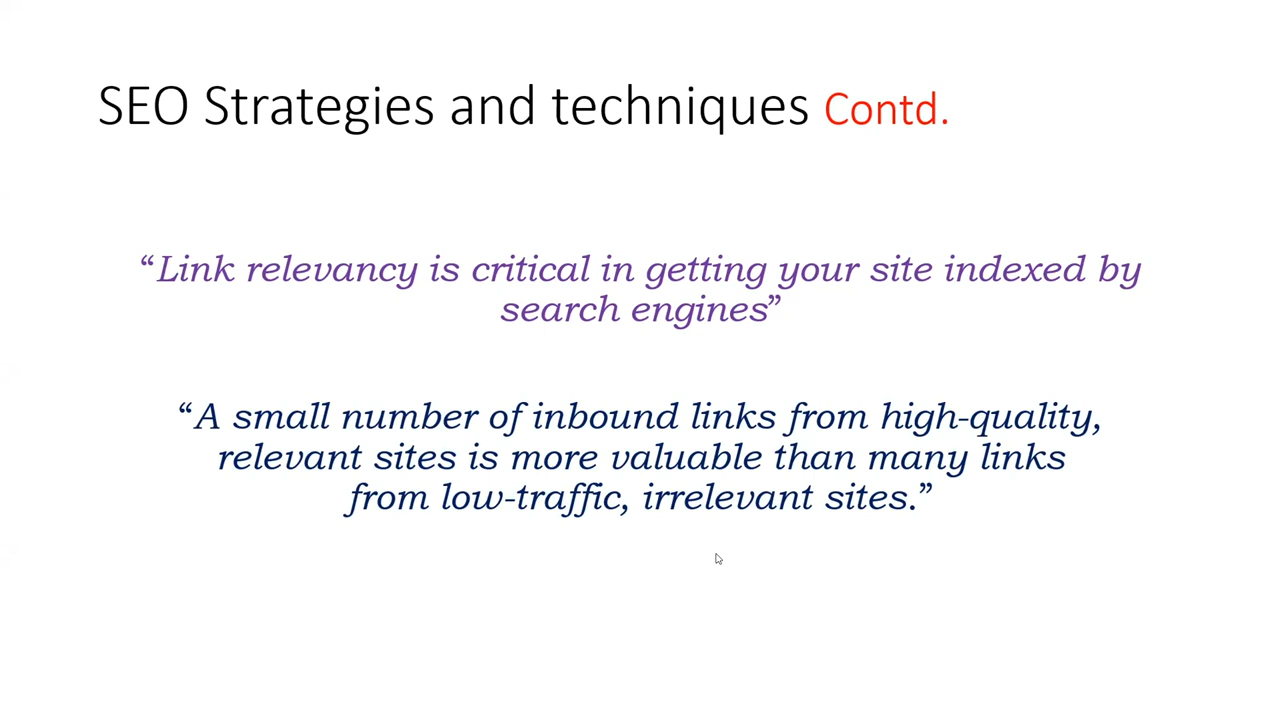 SEO Strategies and techniques Contd.
“Link relevancy is critical in getting your site indexed by
search engines”
“A small number of inbound links from high-quality,
relevant sites is more valuable than many links
from low-traffic, irrelevant sites.”